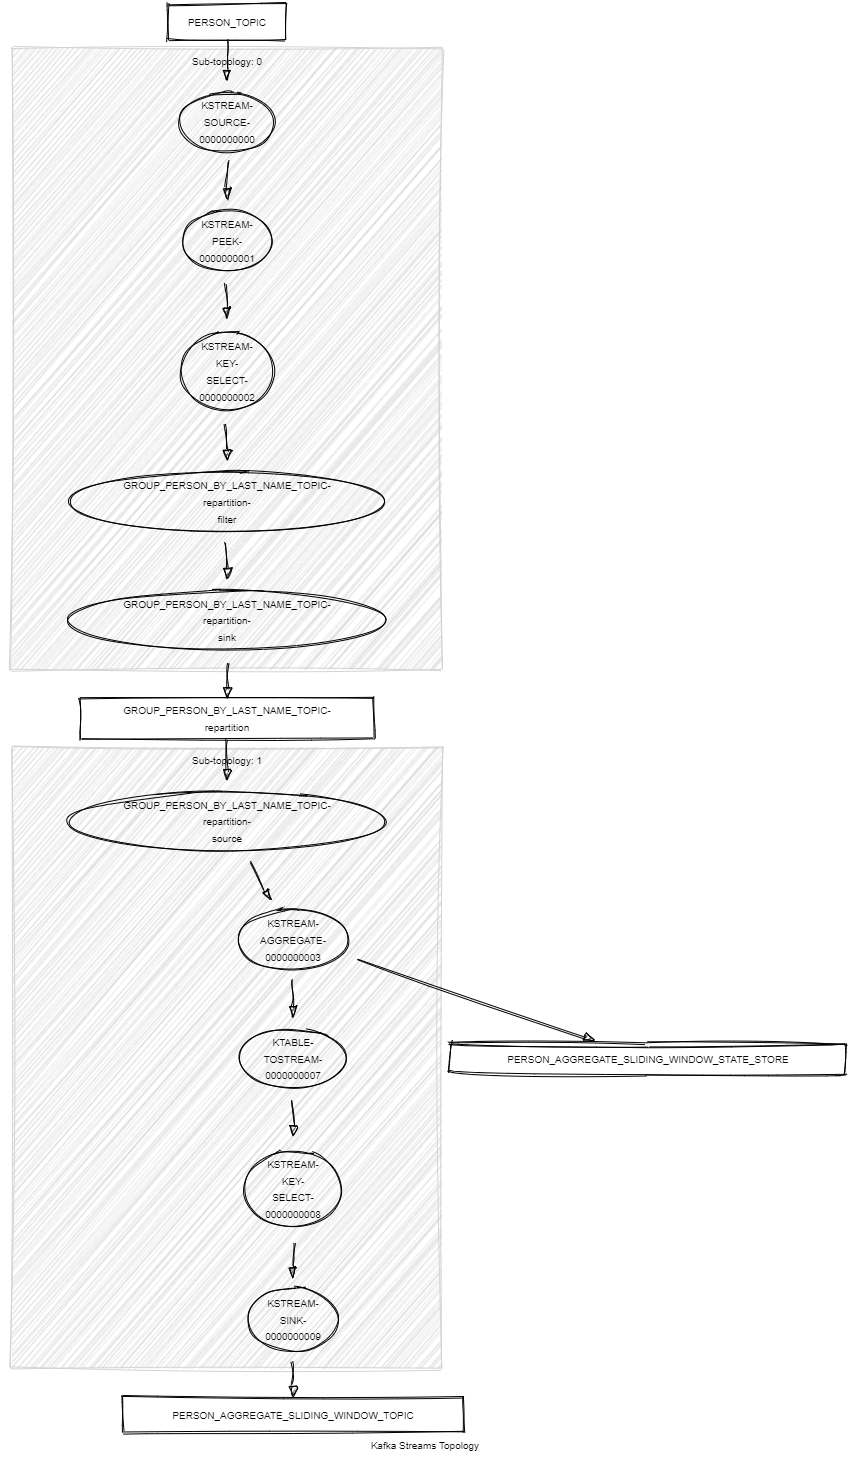 PERSON_TOPIC
Sub-topology: 0
KSTREAM-
SOURCE-
0000000000
KSTREAM-
PEEK-
0000000001
KSTREAM-
KEY-
SELECT-
0000000002
GROUP_PERSON_BY_LAST_NAME_TOPIC-
repartition-
filter
GROUP_PERSON_BY_LAST_NAME_TOPIC-
repartition-
sink
GROUP_PERSON_BY_LAST_NAME_TOPIC-
repartition
Sub-topology: 1
GROUP_PERSON_BY_LAST_NAME_TOPIC-
repartition-
source
KSTREAM-
AGGREGATE-
0000000003
KTABLE-
TOSTREAM-
0000000007
PERSON_AGGREGATE_SLIDING_WINDOW_STATE_STORE
KSTREAM-
KEY-
SELECT-
0000000008
KSTREAM-
SINK-
0000000009
PERSON_AGGREGATE_SLIDING_WINDOW_TOPIC
Kafka Streams Topology